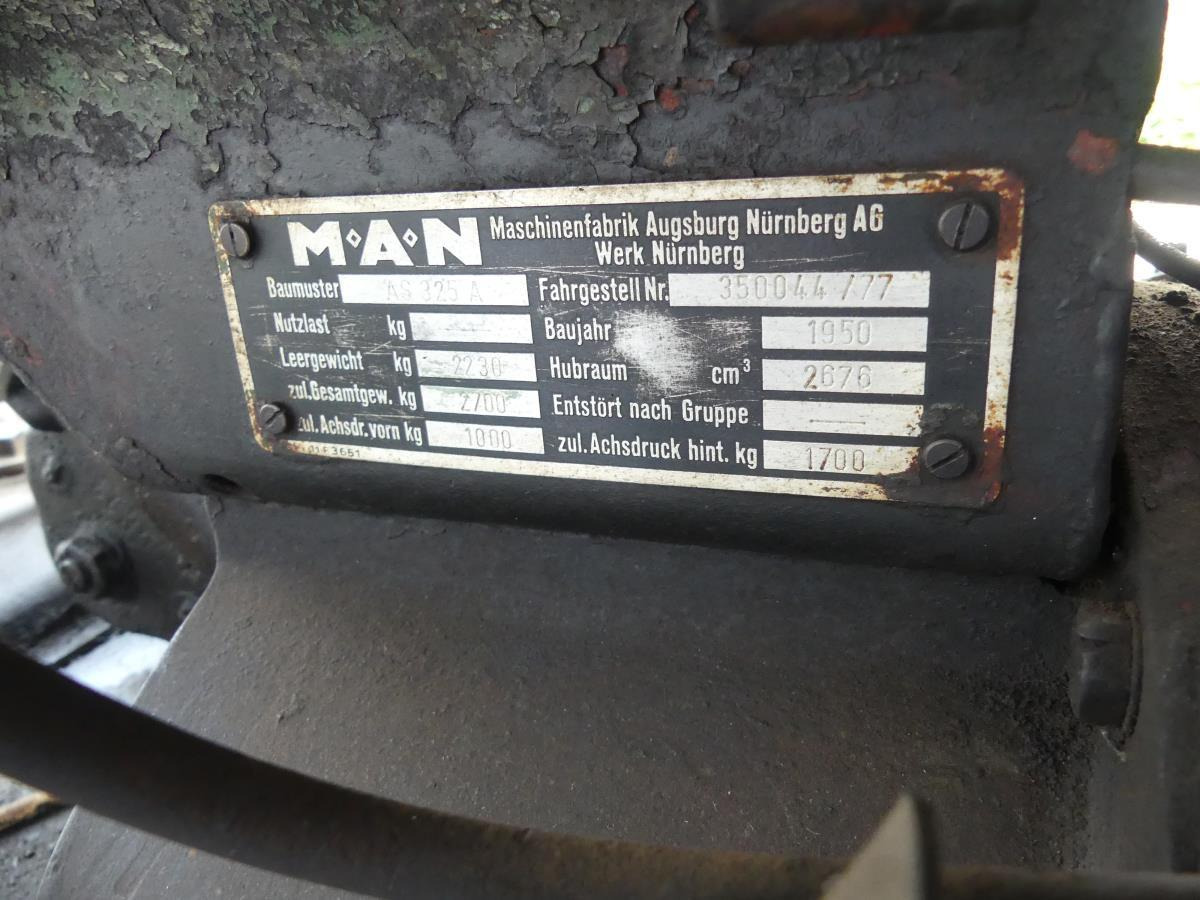 M·A·N Maschinenfabrik Augsburg Nürnberg AG
Werk Nürnberg
Baumuster AS 325 A Fahrgestell Nr. 350044/77
Nutzlast kg Baujahr 1950
Leergewicht kg 2230 Hubraum cm³ 2676
zul.Gesamtgew. kg 2700 Entstört nach Gruppe —
zul.Achsdr.vorn kg 1000 zul.Achsdruck hint. kg 1700